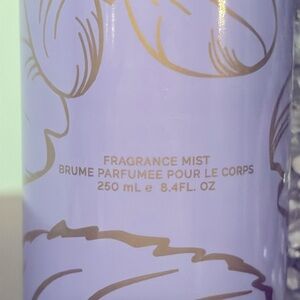 FRAGRANCE MIST
BRUME PARFUMEE POUR LE CORPS
250 mL e 8.4FL. OZ